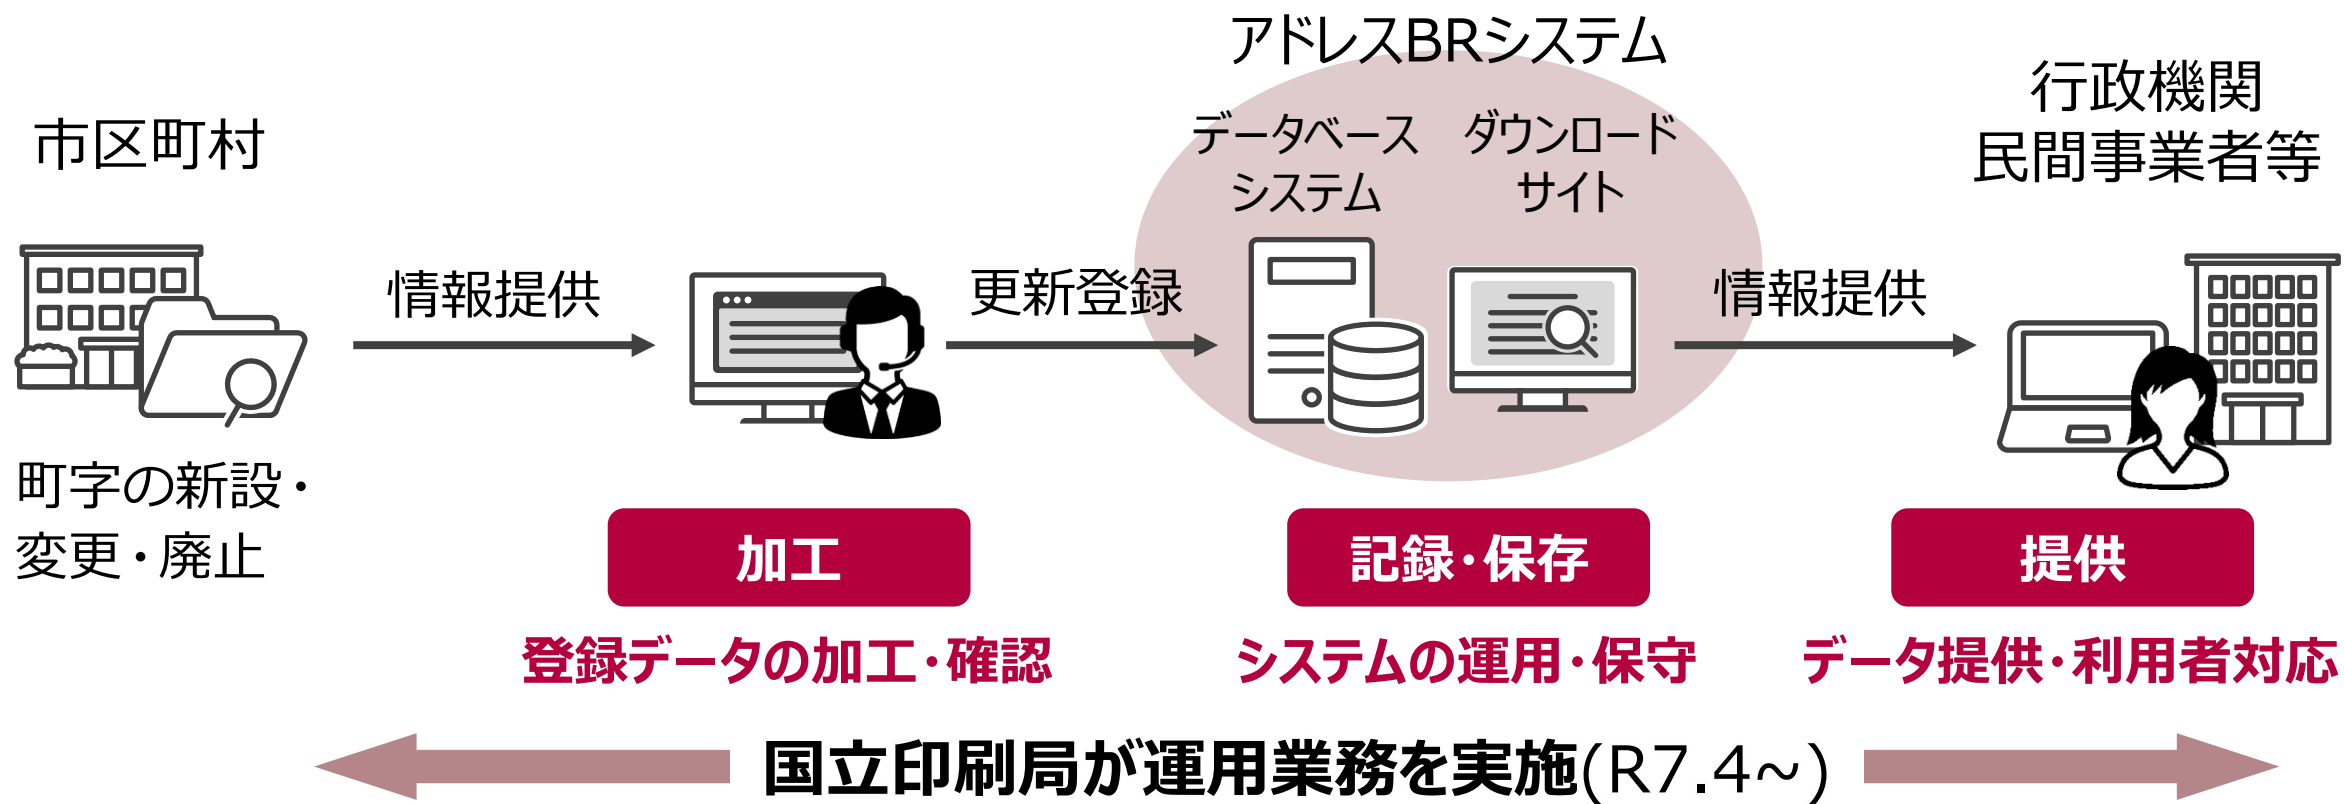 アドレスBRシステム
市区町村
データベース
システム
ダウンロード
サイト
行政機関
民間事業者等
情報提供
更新登録
情報提供
町字の新設・
変更・廃止
加工
記録・保存
提供
登録データの加工・確認
システムの運用・保守
データ提供・利用者対応
国立印刷局が運用業務を実施(R7.4~)